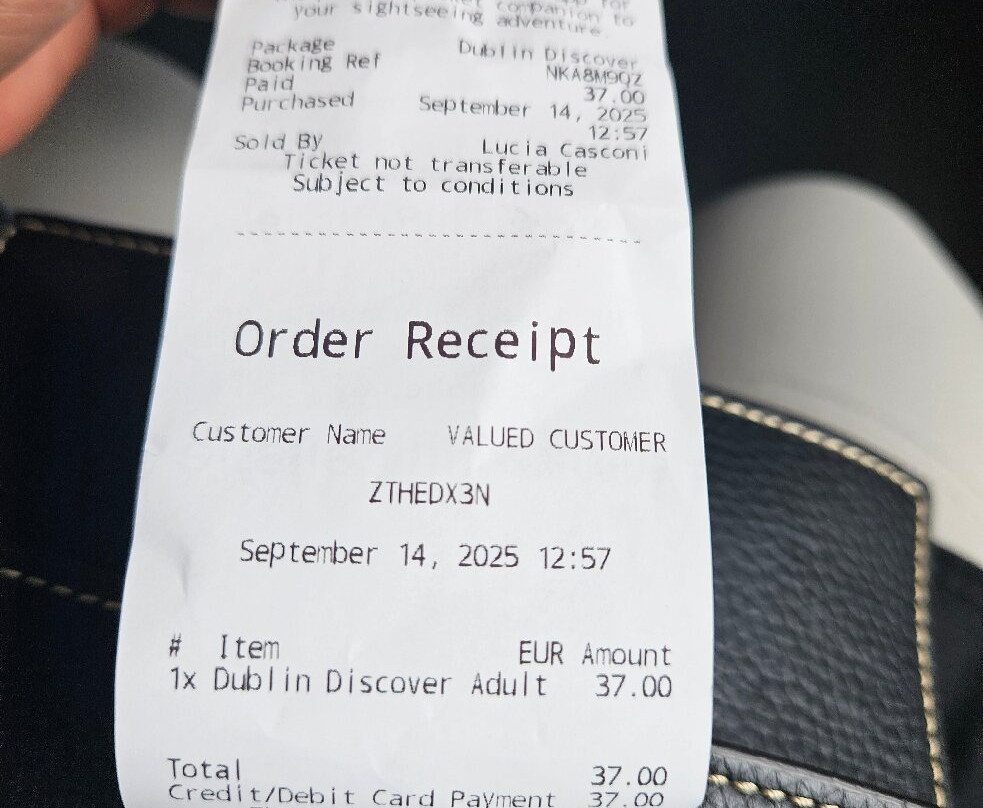 companion to
your sightseeing adventure.
Package Dublin Discover
Booking Ref NKA8M9QZ
Paid 37.00
Purchased September 14, 2025
12:57
Sold By Lucia Casconi
Ticket not transferable
Subject to conditions
--------------------------------
Order Receipt
Customer Name VALUED CUSTOMER
ZTHEDX3N
September 14, 2025 12:57
# Item EUR Amount
1x Dublin Discover Adult 37.00
Total 37.00
Credit/Debit Card Payment 37.00